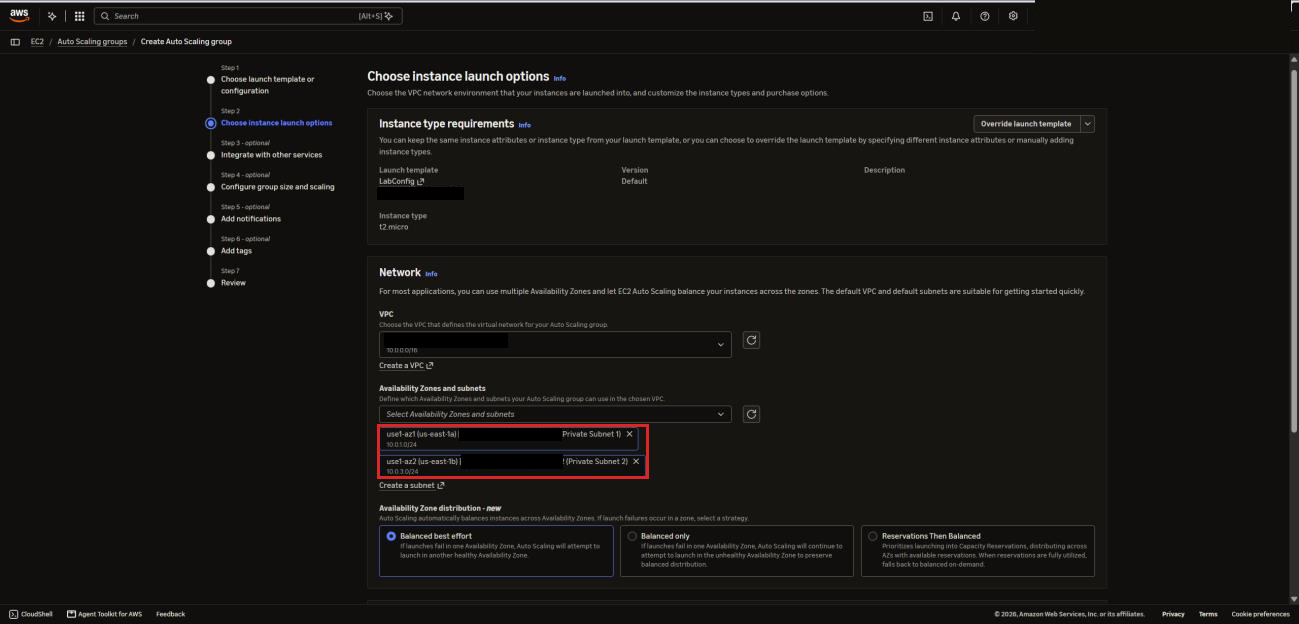 aws
Search [Alt+S]
EC2 / Auto Scaling groups / Create Auto Scaling group
Step 1
Choose launch template or
configuration
Step 2
Choose instance launch options
Step 3 - optional
Integrate with other services
Step 4 - optional
Configure group size and scaling
Step 5 - optional
Add notifications
Step 6 - optional
Add tags
Step 7
Review
Choose instance launch options Info
Choose the VPC network environment that your instances are launched into, and customize the instance types and purchase options.
Instance type requirements Info
Override launch template
You can keep the same instance attributes or instance type from your launch template, or you can choose to override the launch template by specifying different instance attributes or manually adding
instance types.
Launch template
LabConfig
Version
Default
Description
Instance type
t2.micro
Network Info
For most applications, you can use multiple Availability Zones and let EC2 Auto Scaling balance your instances across the zones. The default VPC and default subnets are suitable for getting started quickly.
VPC
Choose the VPC that defines the virtual network for your Auto Scaling group.
10.0.0.0/16
Create a VPC
Availability Zones and subnets
Define which Availability Zones and subnets your Auto Scaling group can use in the chosen VPC.
Select Availability Zones and subnets
use1-az1 (us-east-1a) | Private Subnet 1)
10.0.1.0/24
use1-az2 (us-east-1b) | (Private Subnet 2)
10.0.3.0/24
Create a subnet
Availability Zone distribution - new
Auto Scaling automatically balances instances across Availability Zones. If launch failures occur in a zone, select a strategy.
Balanced best effort
If launches fail in one Availability Zone, Auto Scaling will attempt to
launch in another healthy Availability Zone.
Balanced only
If launches fail in one Availability Zone, Auto Scaling will continue to
attempt to launch in the unhealthy Availability Zone to preserve
balanced distribution.
Reservations Then Balanced
Prioritizes launching into Capacity Reservations, distributing across
AZs with available reservations. When reservations are fully utilized,
falls back to balanced on-demand.
CloudShell Agent Toolkit for AWS Feedback
© 2026, Amazon Web Services, Inc. or its affiliates. Privacy Terms Cookie preferences